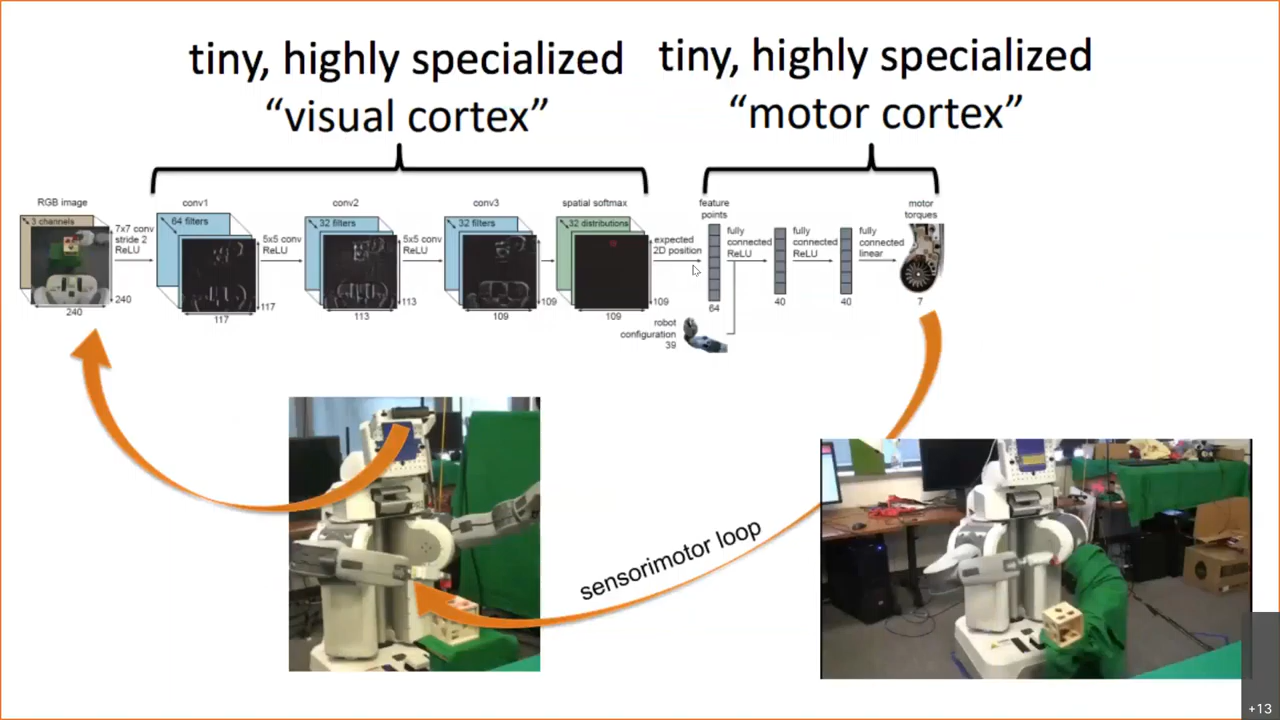 tiny, highly specialized
“visual cortex”
tiny, highly specialized
“motor cortex”
RGB image
3 channels
240
240
7x7 conv
stride 2
ReLU
conv1
64 filters
117
117
5x5 conv
ReLU
conv2
32 filters
113
113
5x5 conv
ReLU
conv3
32 filters
109
109
spatial softmax
32 distributions
109
109
expected
2D position
feature
points
64
robot
configuration
39
fully
connected
ReLU
40
fully
connected
ReLU
40
fully
connected
linear
motor
torques
7
sensorimotor loop
+13